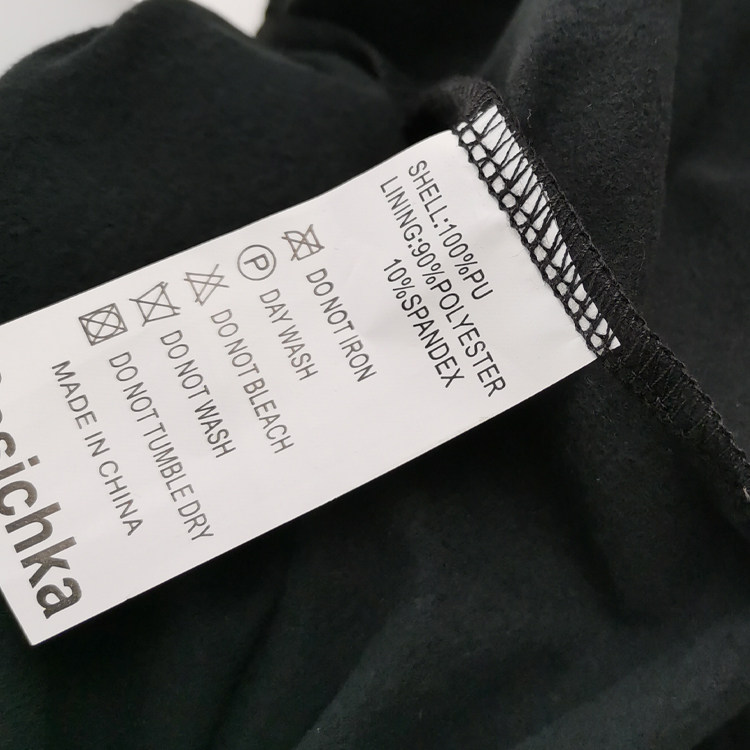 SHELL:100%PU
LINING:90%POLYESTER
10%SPANDEX
DO NOT IRON
P DAY WASH
DO NOT BLEACH
DO NOT WASH
DO NOT TUMBLE DRY
MADE IN CHINA